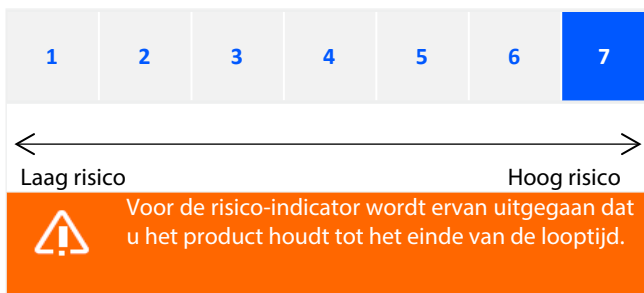 1 2 3 4 5 6 7
Laag risico Hoog risico
Voor de risico-indicator wordt ervan uitgegaan dat
u het product houdt tot het einde van de looptijd.